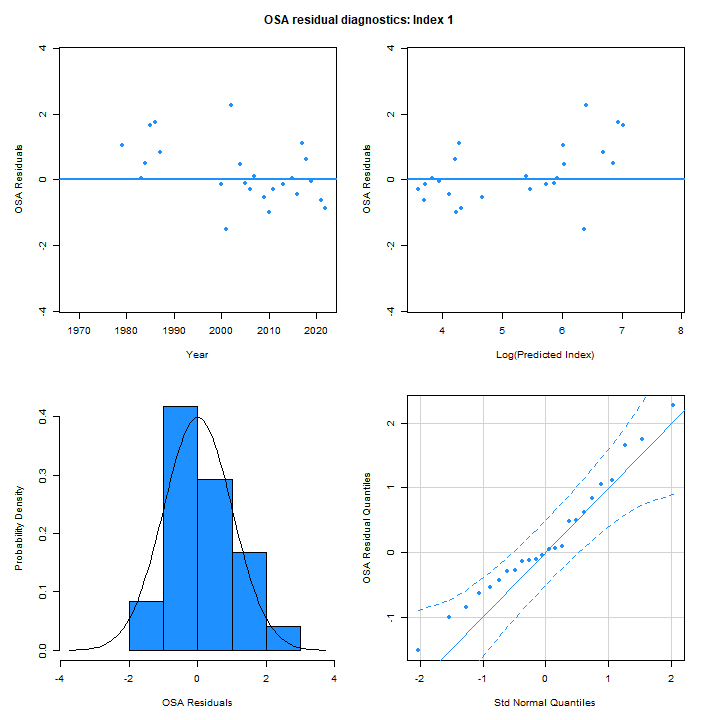 OSA residual diagnostics: Index 1
4
2
0
-2
-4
OSA Residuals
1970 1980 1990 2000 2010 2020
Year
4
2
0
-2
-4
OSA Residuals
4 5 6 7 8
Log(Predicted Index)
0.4
0.3
0.2
0.1
0.0
Probability Density
-4 -2 0 2 4
OSA Residuals
2
1
0
-1
OSA Residual Quantiles
-2 -1 0 1 2
Std Normal Quantiles